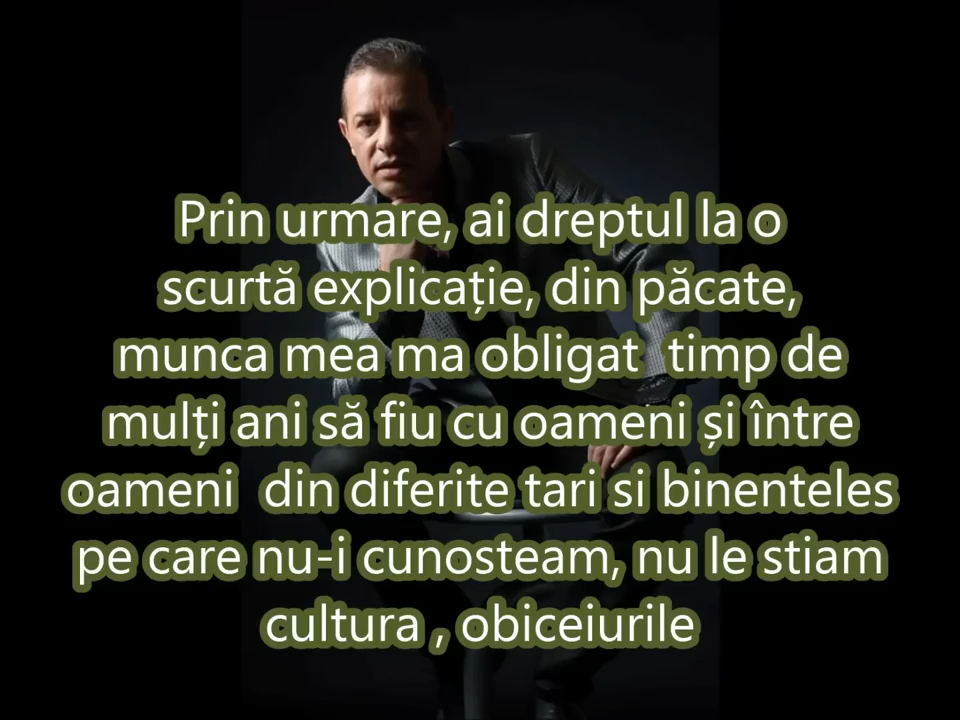 Prin urmare, ai dreptul la o
scurtă explicație, din păcate,
munca mea ma obligat  timp de
mulți ani să fiu cu oameni și între
oameni  din diferite tari si binenteles
pe care nu-i cunosteam, nu le stiam
cultura , obiceiurile